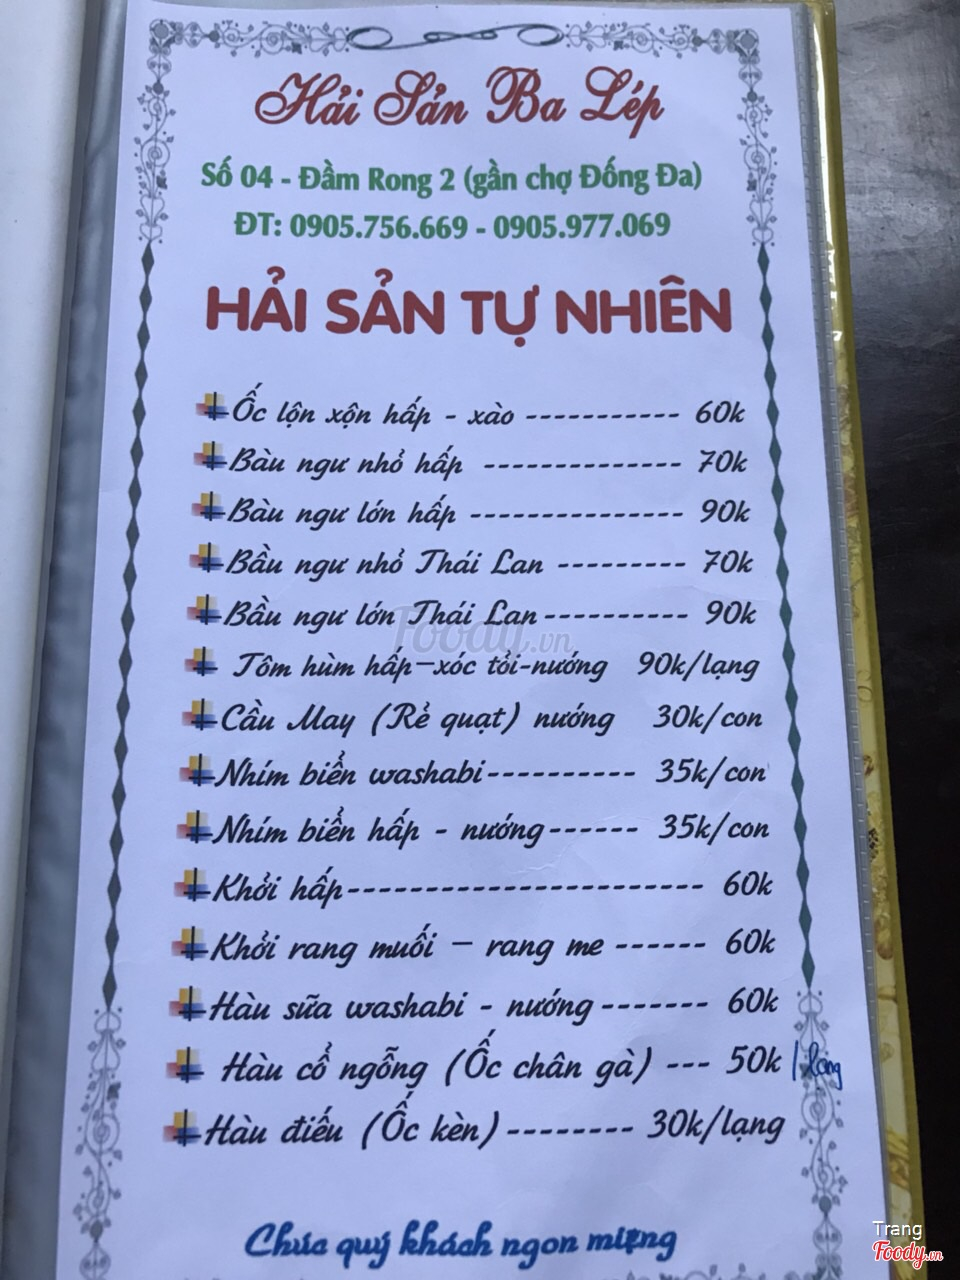 Hải Sản Ba Lép
Số 04 - Đầm Rong 2 (gần chợ Đống Đa)
ĐT: 0905.756.669 - 0905.977.069
HẢI SẢN TỰ NHIÊN
Ốc lộn xộn hấp - xào ----------- 60k
Bàu ngư nhỏ hấp -------------- 70k
Bàu ngư lớn hấp --------------- 90k
Bầu ngư nhỏ Thái Lan --------- 70k
Bầu ngư lớn Thái Lan---------- 90k
Tôm hùm hấp–xóc tỏi-nướng 90k/lạng
Cầu May (Rẻ quạt) nướng 30k/con
Nhím biển washabi----------- 35k/con
Nhím biển hấp - nướng------ 35k/con
Khởi hấp------------------------ 60k
Khởi rang muối – rang me ------ 60k
Hàu sữa washabi - nướng------- 60k
Hàu cổ ngỗng (Ốc chân gà) --- 50k /lạng
Hàu điếu (Ốc kèn)--------- 30k/lạng
Chúc quý khách ngon miệng
Foody.vn
Trang
Foody.vn